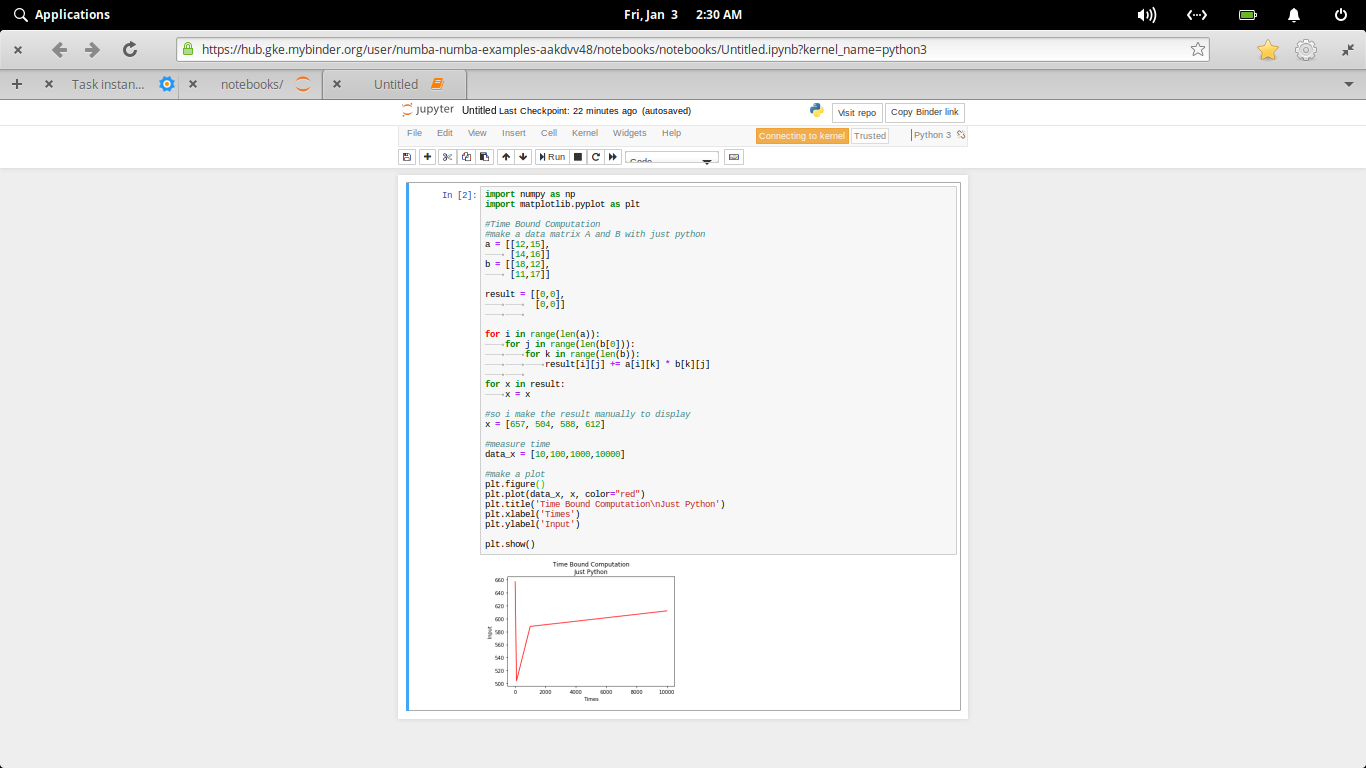 Applications
Fri, Jan 3 2:30 AM
https://hub.gke.mybinder.org/user/numba-numba-examples-aakdvv48/notebooks/notebooks/Untitled.ipynb?kernel_name=python3
Task instan... notebooks/ Untitled
jupyter Untitled Last Checkpoint: 22 minutes ago (autosaved) Visit repo Copy Binder link
File Edit View Insert Cell Kernel Widgets Help Connecting to kernel Trusted Python 3
Run Code
In [2]: import numpy as np
import matplotlib.pyplot as plt
#Time Bound Computation
#make a data matrix A and B with just python
a = [[12,15],
[14,16]]
b = [[18,12],
[11,17]]
result = [[0,0],
[0,0]]
for i in range(len(a)):
for j in range(len(b[0])):
for k in range(len(b)):
result[i][j] += a[i][k] * b[k][j]
for x in result:
x = x
#so i make the result manually to display
x = [657, 504, 588, 612]
#measure time
data_x = [10,100,1000,10000]
#make a plot
plt.figure()
plt.plot(data_x, x, color="red")
plt.title('Time Bound Computation\nJust Python')
plt.xlabel('Times')
plt.ylabel('Input')
plt.show()
Time Bound Computation
Just Python
660
640
620
600
580
560
540
520
500
Input
0 2000 4000 6000 8000 10000
Times